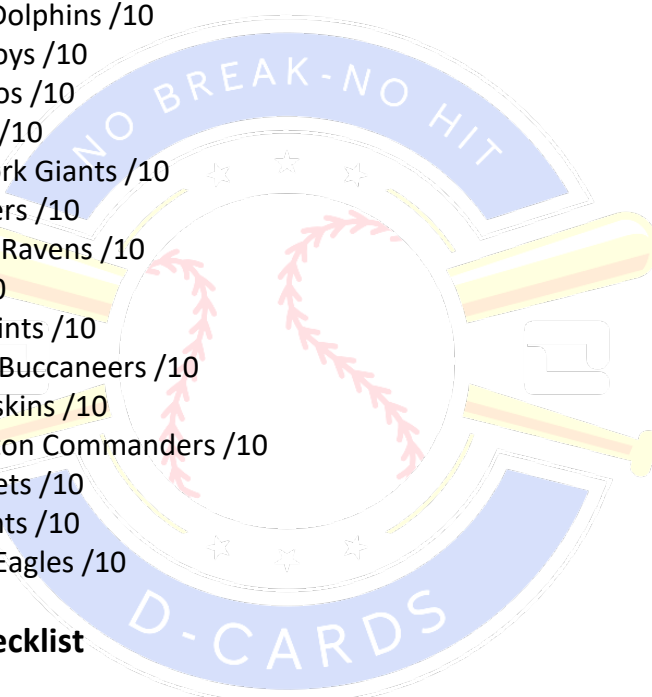 Dolphins /10
oys /10
os /10
/10
rk Giants /10
ers /10
Ravens /10
0
ints /10
Buccaneers /10
skins /10
on Commanders /10
ets /10
nts /10
Eagles /10
ecklist
NO BREAK-NO HIT
D-CARDS